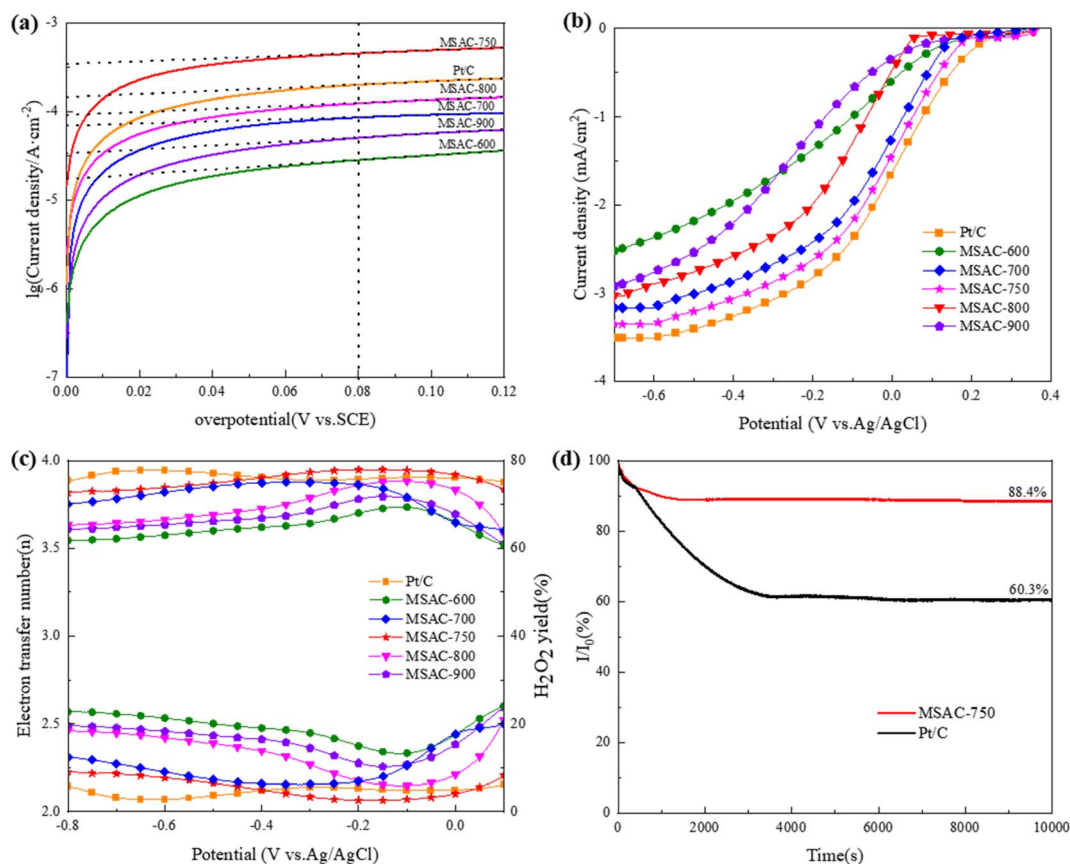 (a)
-3
-4
-5
-6
-7
lg(Current density/A·cm⁻²)
MSAC-750
Pt/C
MSAC-800
MSAC-700
MSAC-900
MSAC-600
0.00 0.02 0.04 0.06 0.08 0.10 0.12
overpotential(V vs.SCE)
(b)
0
-1
-2
-3
-4
Current density (mA/cm²)
Pt/C
MSAC-600
MSAC-700
MSAC-750
MSAC-800
MSAC-900
-0.6 -0.4 -0.2 0.0 0.2 0.4
Potential (V vs.Ag/AgCl)
(c)
4.0
3.5
3.0
2.5
2.0
Electron transfer number(n)
Pt/C
MSAC-600
MSAC-700
MSAC-750
MSAC-800
MSAC-900
80
60
40
20
0
H₂O₂ yield(%)
-0.8 -0.6 -0.4 -0.2 0.0
Potential (V vs.Ag/AgCl)
(d)
100
80
60
40
20
0
I/I₀(%)
88.4%
60.3%
MSAC-750
Pt/C
0 2000 4000 6000 8000 10000
Time(s)